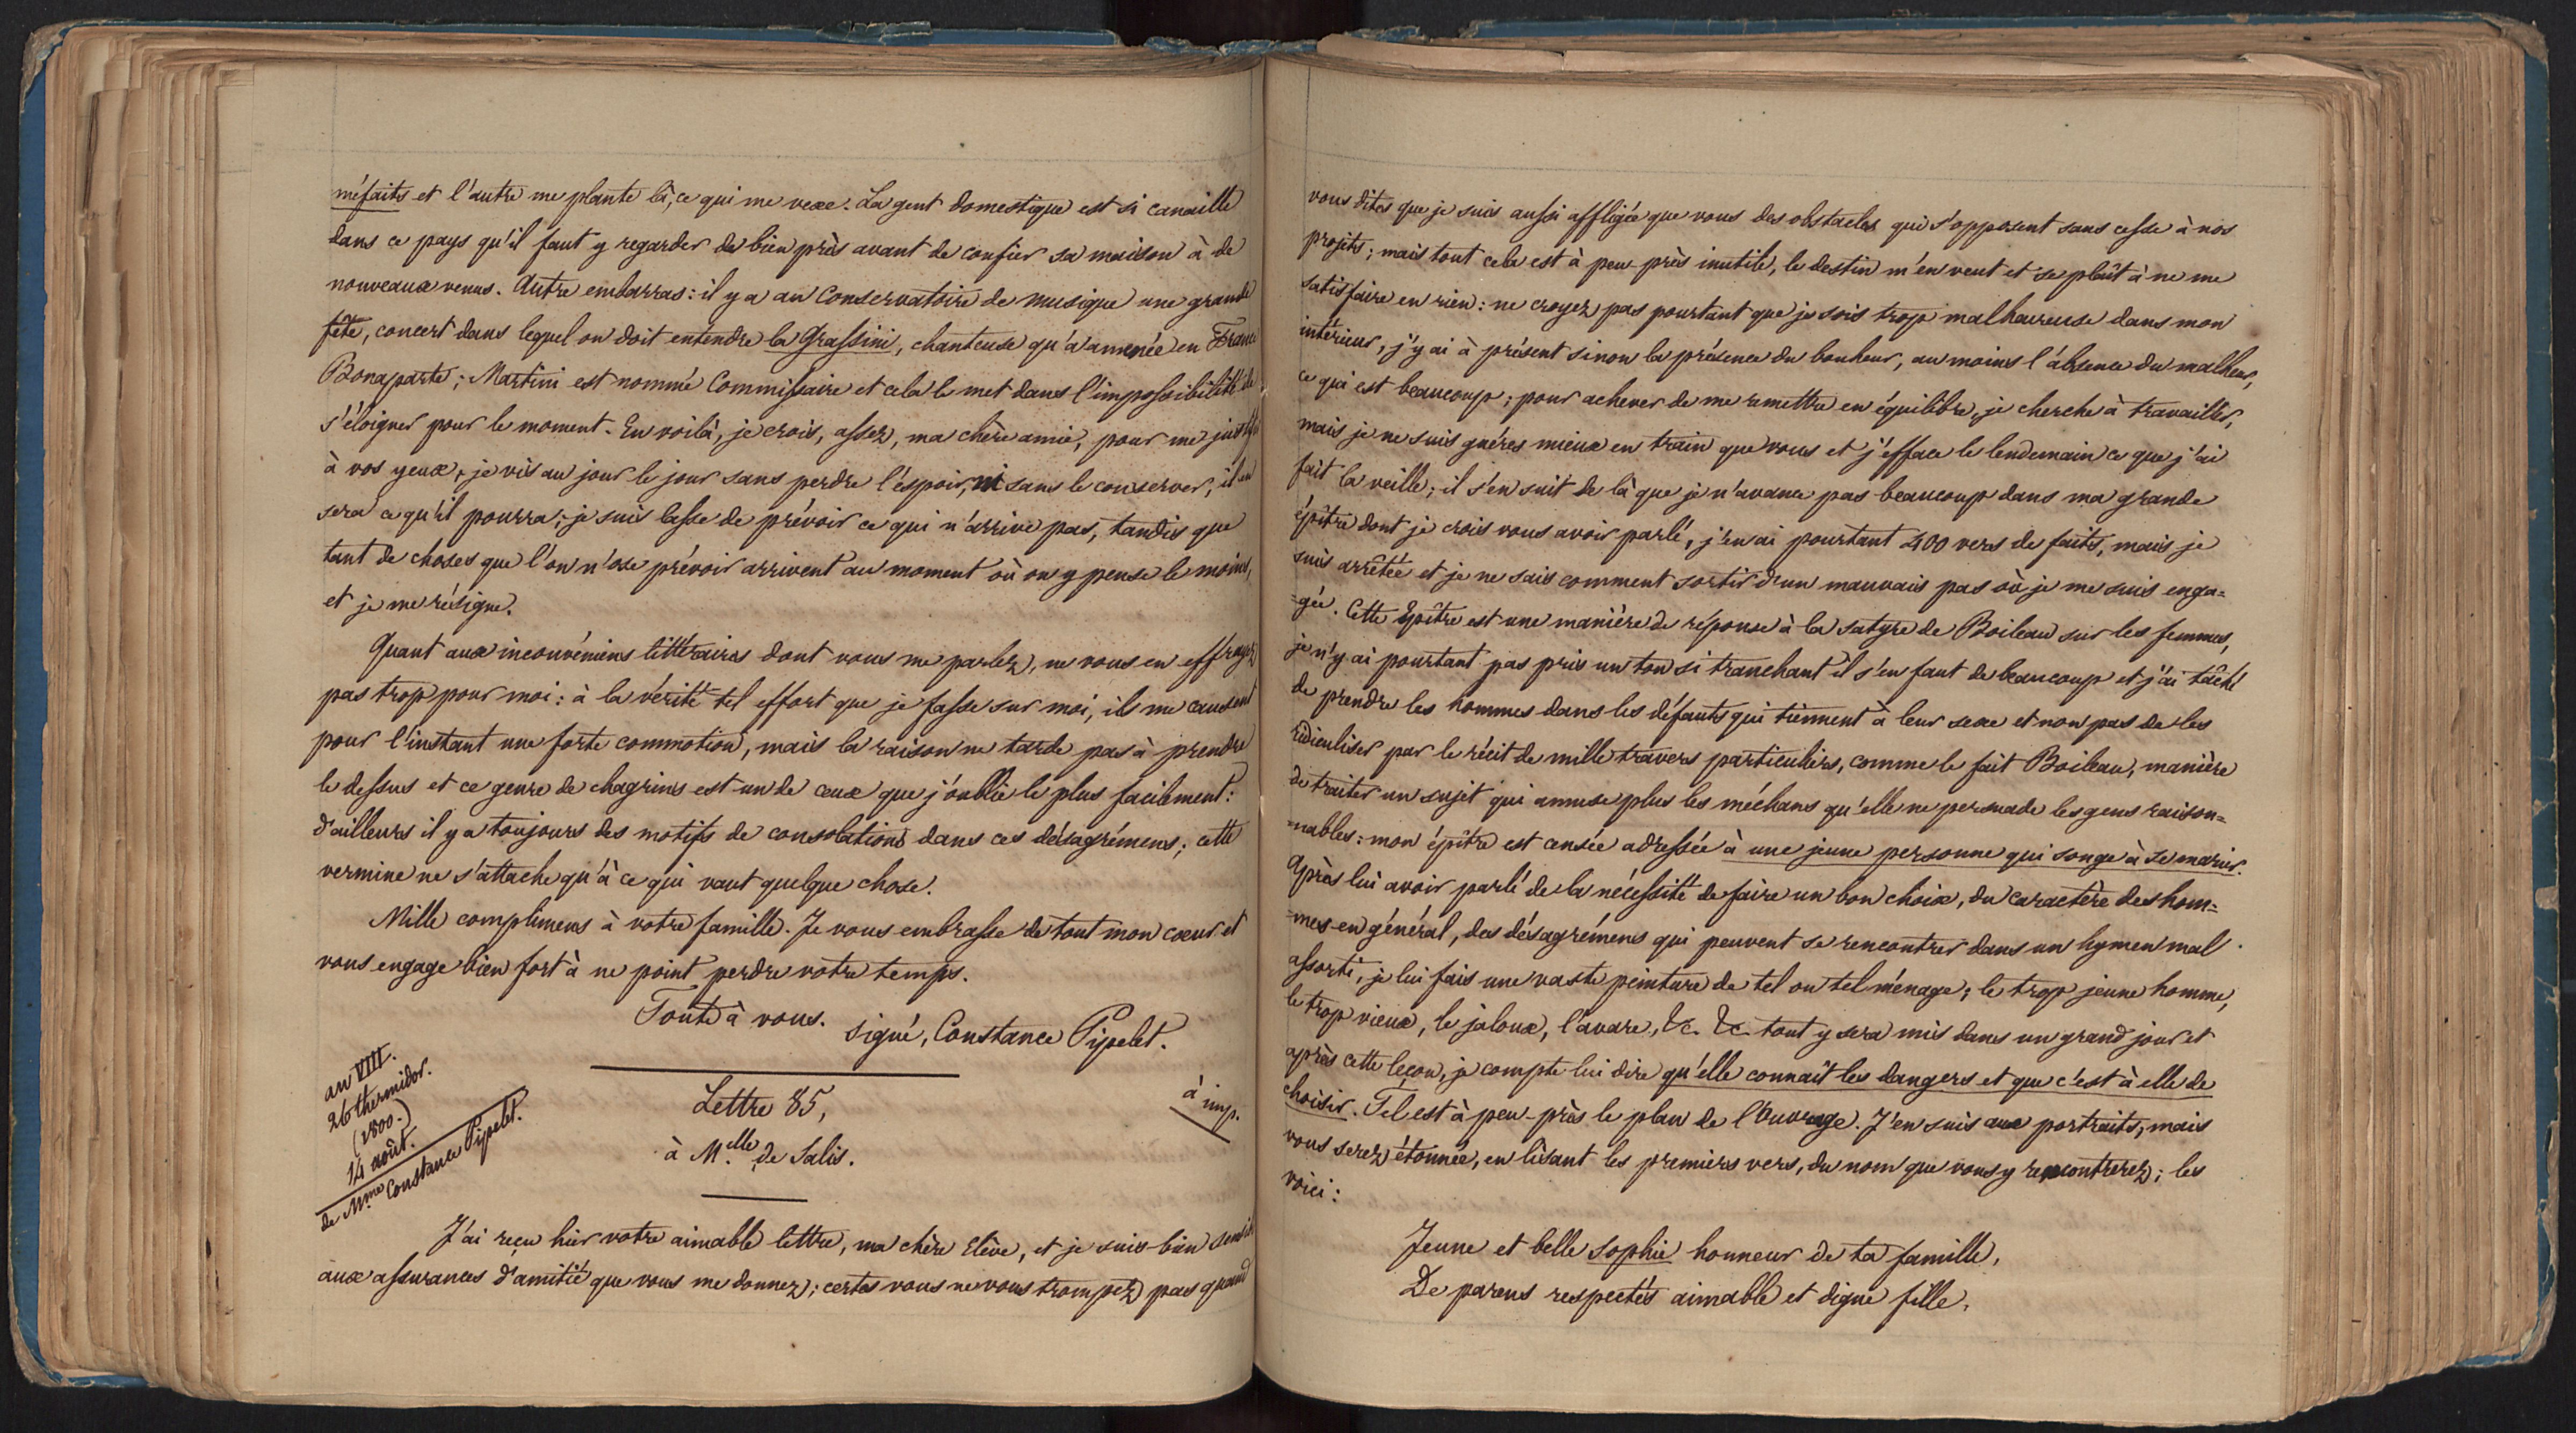 méfaits et l'autre me plante là, ce qui me vexe. La gent domestique est si canaille
dans ce pays qu'il faut y regarder de bien près avant de confier sa maison à de
nouveaux venus. Autre embarras: il y a au Conservatoire de musique une grande
fête, concert dans lequel on doit entendre la Grassini, chanteuse qu'a amenée en France
Bonaparte; Martini est nommé Commissaire et cela le met dans l'impossibilité de
s'éloigner pour le moment. En voilà, je crois, assez, ma chère amie, pour me
à vos yeux, je vis au jour le jour sans perdre l'espoir, ni sans le conserver, il en
sera ce qu'il pourra; je suis lasse de prévoir ce qui n'arrive pas, tandis que
tant de choses que l'on n'ose prévoir arrivent au moment où on y pense le moins,
et je me résigne.
Quant aux inconvéniens littéraires dont vous me parlez, ne vous en effrayez
pas trop pour moi: à la vérité tel effort que je fasse sur moi, ils me causent
pour l'instant une forte commotion, mais la raison ne tarde pas à prendre
le dessus et ce genre de chagrins est un de ceux que j'oublie le plus facilement:
d'ailleurs il y a toujours des motifs de consolations dans ces désagrémens; cette
vermine ne s'attache qu'à ce qui vaut quelque chose.
Mille complimens à votre famille. Je vous embrasse de tout mon cœur et
vous engage bien fort à ne point perdre votre temps.
Toute à vous.
signé, Constance Pipelet.
an VIII.
26 thermidor.
(1800.)
14 août.
de Mme Constance Pipelet.
Lettre 85,
à Melle de Salis.
à imp.
J'ai reçu hier votre aimable lettre, ma chère Elève, et je suis bien
aux assurances d'amitié que vous me donnez; certes vous ne vous trompez pas quand
vous dites que je suis aussi affligée que vous des obstacles qui s'opposent sans cesse à nos
projets; mais tout cela est à peu-près inutile, le destin m'en veut et se plaît à ne me
satisfaire en rien: ne croyez pas pourtant que je sois trop malheureuse dans mon
intérieur, j'y ai à présent sinon la présence du bonheur, au moins l'absence du malheur,
ce qui est beaucoup; pour achever de me remettre en équilibre, je cherche à travailler,
mais je ne suis guères mieux en train que vous et j'efface le lendemain ce que j'ai
fait la veille; il s'en suit de là que je n'avance pas beaucoup dans ma grande
épître dont je crois vous avoir parlé, j'en ai pourtant 400 vers de faits, mais je
suis arrêtée et je ne sais comment sortir d'un mauvais pas où je me suis enga=
=gée. Cette Epître est une manière de réponse à la satyre de Boileau sur les femmes,
je n'y ai pourtant pas pris un ton si tranchant il s'en faut de beaucoup et j'ai tâché
de prendre les hommes dans les défauts qui tiennent à leur sexe et non pas de les
ridiculiser par le récit de mille travers particuliers, comme le fait Boileau, manière
de traiter un sujet qui amuse plus les méchans qu'elle ne persuade les gens raison=
=nables: mon épître est censée adressée à une jeune personne qui songe à se marier.
Après lui avoir parlé de la nécessité de faire un bon choix, du caractère des hom=
=mes en général, des désagrémens qui peuvent se rencontrer dans un hymen mal
assorti, je lui fais une vaste peinture de tel ou tel ménage; le trop jeune homme,
le trop vieux, le jaloux, l'avare, &c. &c. tout y sera mis dans un grand jour et
après cette leçon, je compte lui dire qu'elle connaît les dangers et que c'est à elle de
choisir. Tel est à peu-près le plan de l'Ouvrage. J'en suis aux portraits, mais
vous serez étonnée, en lisant les premiers vers, du nom que vous y rencontrerez; les
voici:
Jeune et belle Sophie honneur de ta famille,
De parens respectés aimable et digne fille,